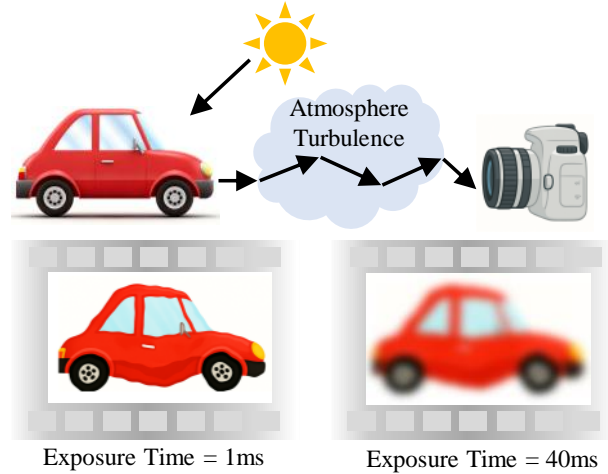 Atmosphere
Turbulence
Exposure Time = 1ms
Exposure Time = 40ms